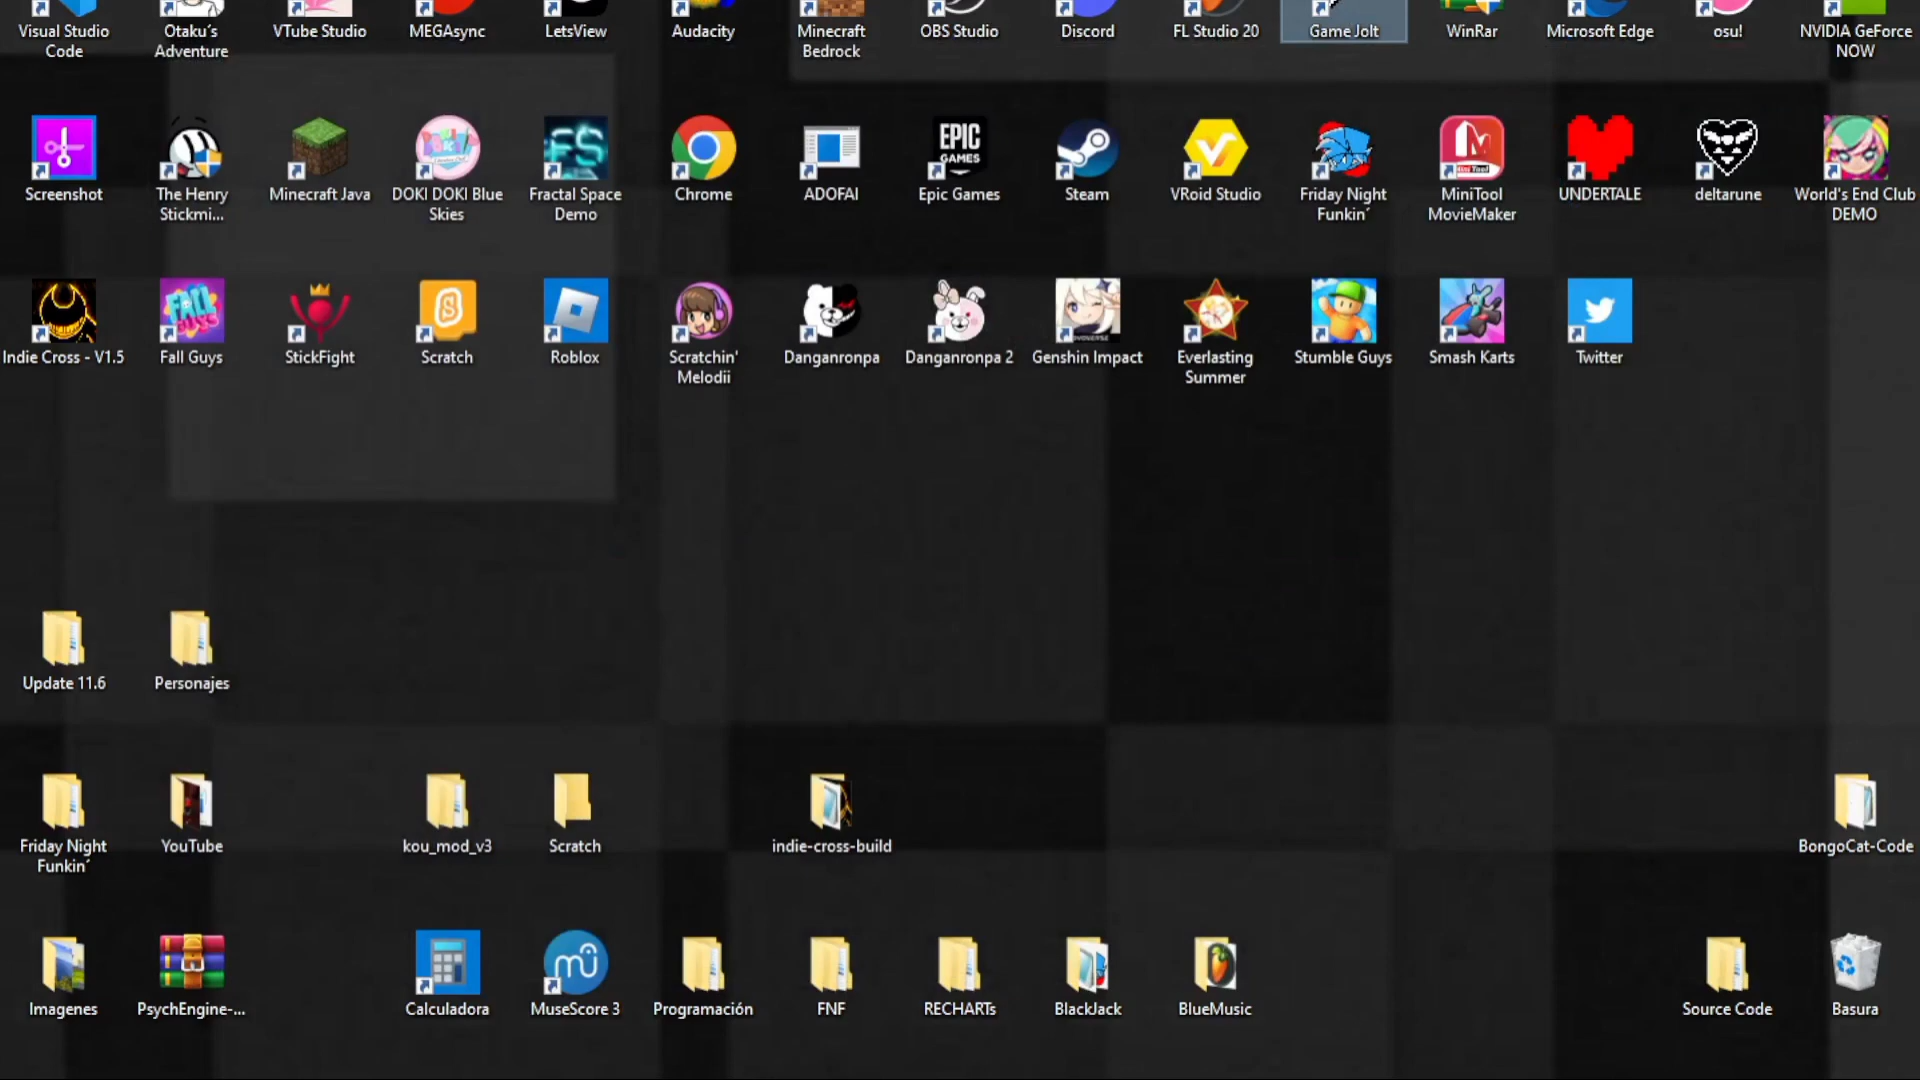 Visual Studio
Code
Otaku´s
Adventure
VTube Studio
MEGAsync
LetsView
Audacity
Minecraft
Bedrock
OBS Studio
Discord
FL Studio 20
Game Jolt
WinRar
Microsoft Edge
osu!
NVIDIA GeForce
NOW
Screenshot
The Henry
Stickmi...
Minecraft Java
DOKI DOKI Blue
Skies
FS
Fractal Space
Demo
Chrome
ADOFAI
EPIC
GAMES
Epic Games
Steam
VRoid Studio
Friday Night
Funkin´
MiniTool
MovieMaker
UNDERTALE
deltarune
World's End Club
DEMO
Indie Cross - V1.5
FALL
GUYS
Fall Guys
StickFight
S
Scratch
Roblox
Scratchin'
Melodii
Danganronpa
Danganronpa 2
Genshin Impact
Everlasting
Summer
Stumble Guys
Smash Karts
Twitter
Update 11.6
Personajes
Friday Night
Funkin´
YouTube
kou_mod_v3
Scratch
indie-cross-build
BongoCat-Code
Imagenes
PsychEngine-...
Calculadora
MuseScore 3
Programación
FNF
RECHARTs
BlackJack
BlueMusic
Source Code
Basura